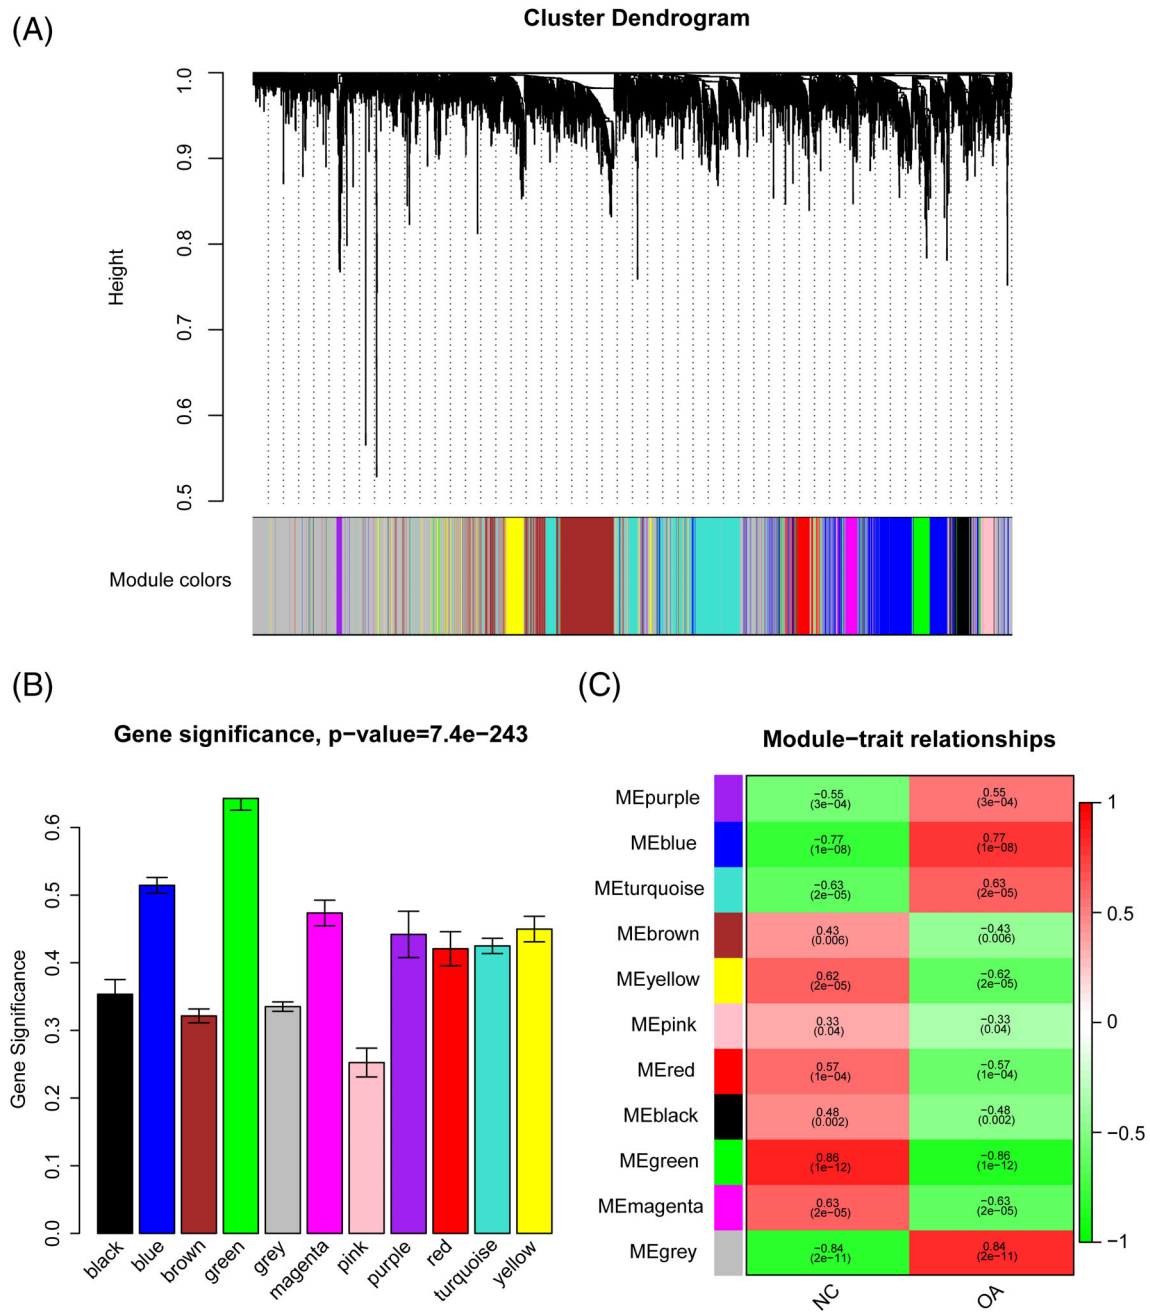 (A)
Cluster Dendrogram
Height
1.0
0.9
0.8
0.7
0.6
0.5
Module colors
(B)
Gene significance, p−value=7.4e−243
Gene Significance
0.6
0.5
0.4
0.3
0.2
0.1
0.0
black
blue
brown
green
grey
magenta
pink
purple
red
turquoise
yellow
(C)
Module−trait relationships
MEpurple
−0.55
(3e−04)
0.55
(3e−04)
MEblue
−0.77
(1e−08)
0.77
(1e−08)
MEturquoise
−0.63
(2e−05)
0.63
(2e−05)
MEbrown
0.43
(0.006)
−0.43
(0.006)
MEyellow
0.62
(2e−05)
−0.62
(2e−05)
MEpink
0.33
(0.04)
−0.33
(0.04)
MEred
0.57
(1e−04)
−0.57
(1e−04)
MEblack
0.48
(0.002)
−0.48
(0.002)
MEgreen
0.86
(1e−12)
−0.86
(1e−12)
MEmagenta
0.63
(2e−05)
−0.63
(2e−05)
MEgrey
−0.84
(2e−11)
0.84
(2e−11)
NC
OA
1
0.5
0
−0.5
−1